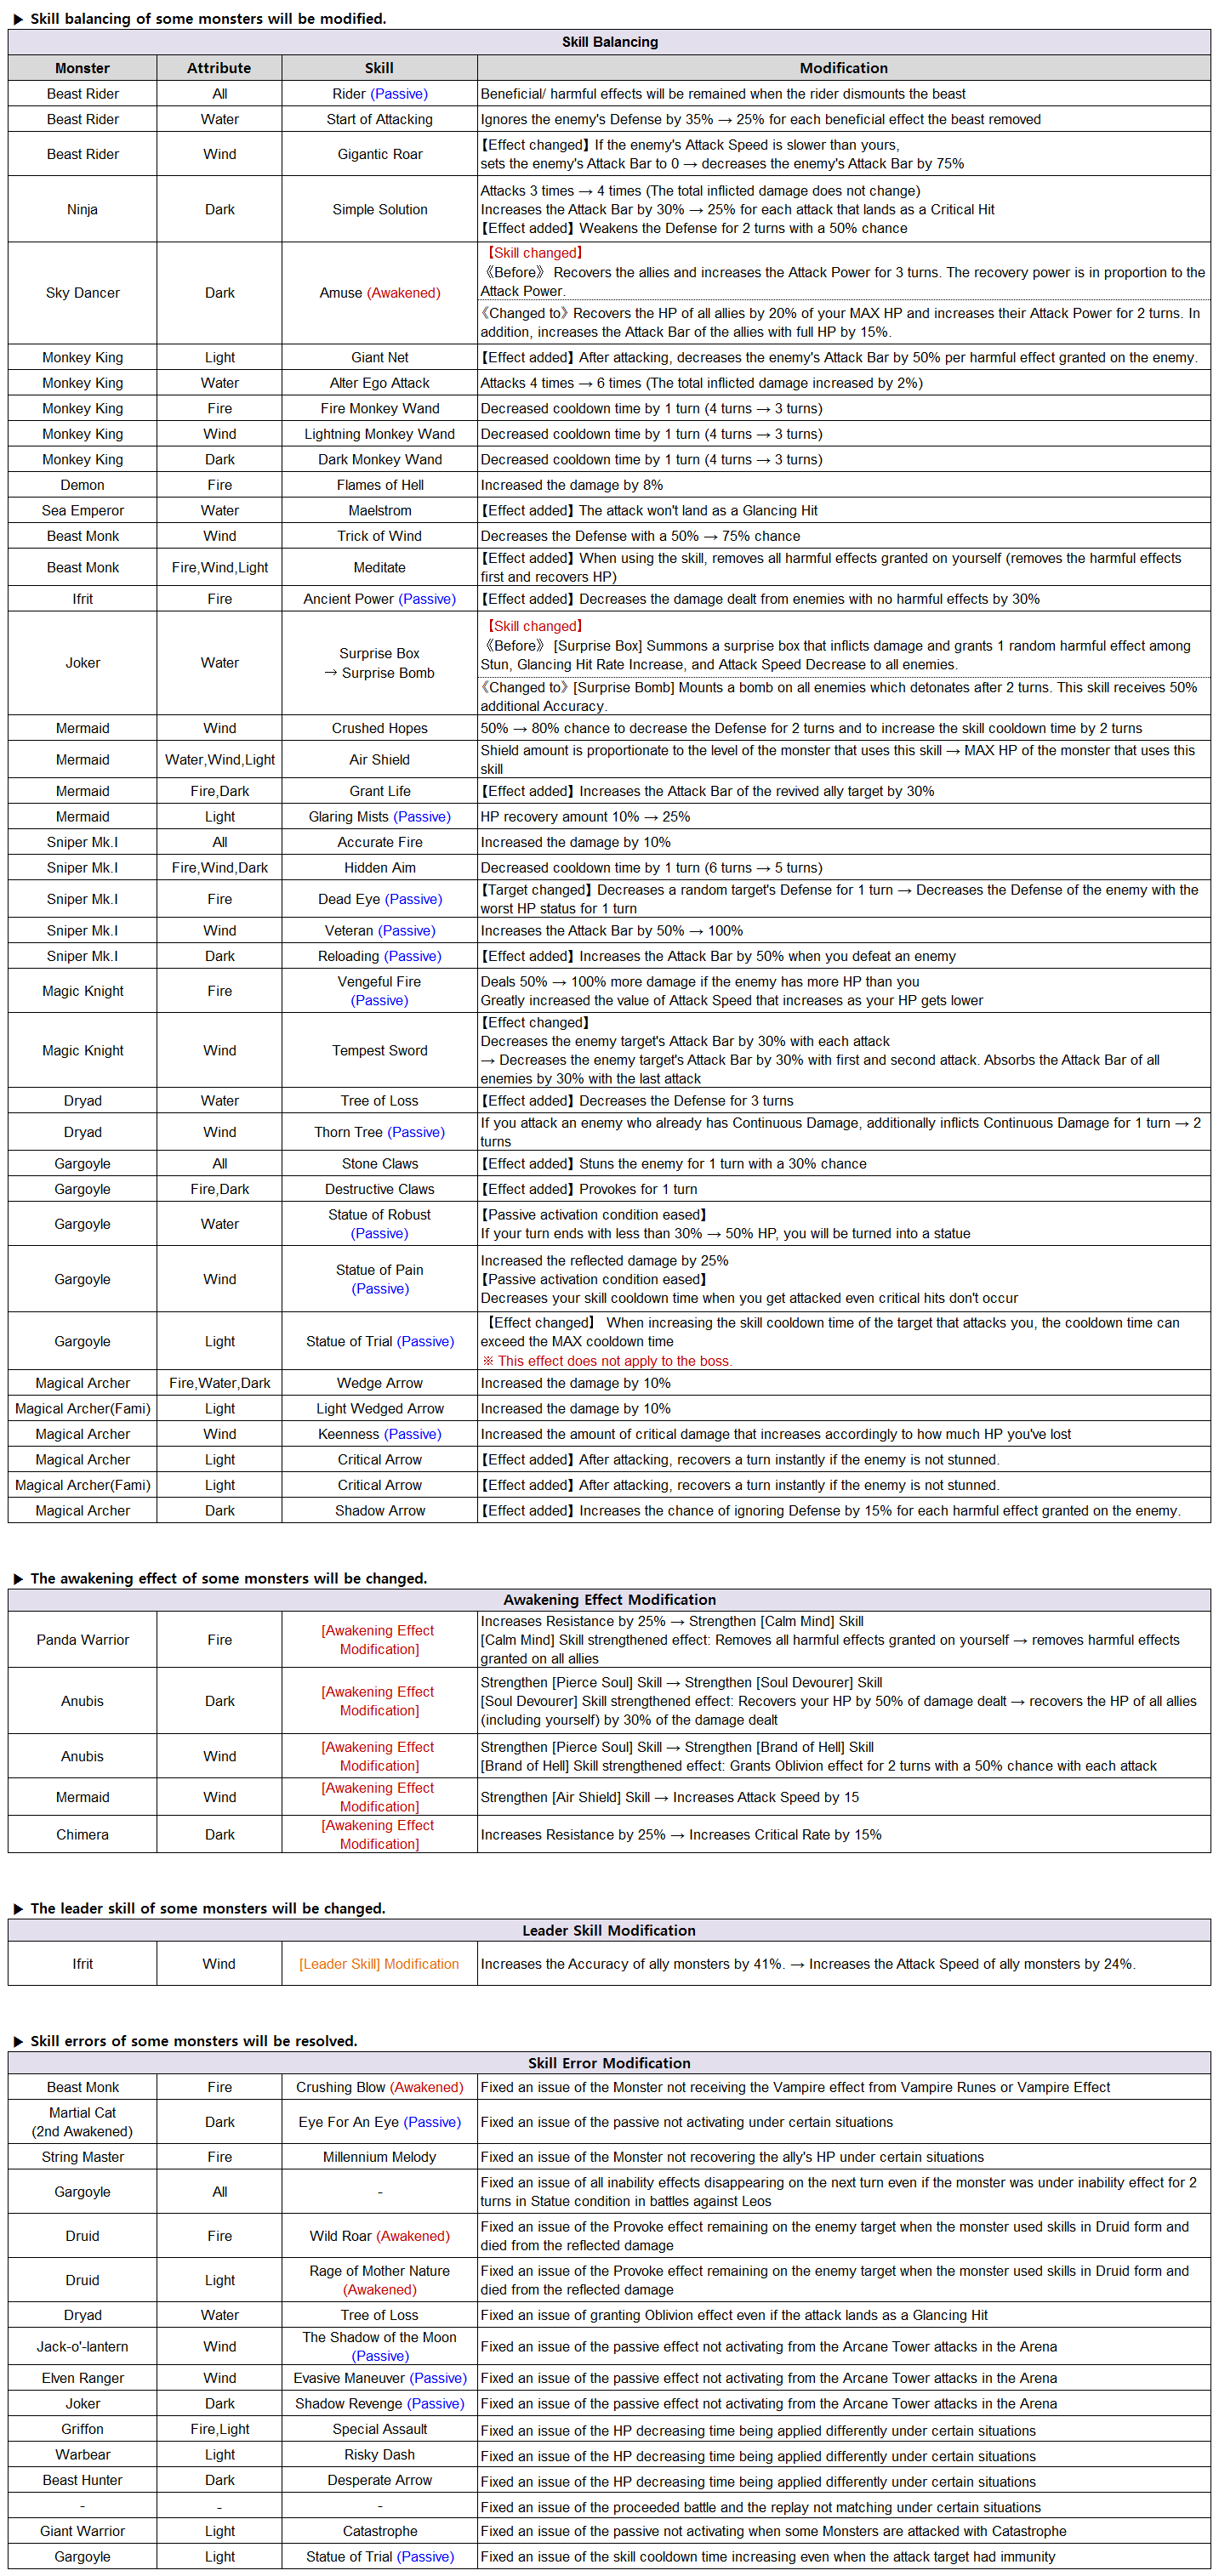 ▶ Skill balancing of some monsters will be modified.
Skill Balancing
Monster Attribute Skill Modification
Beast Rider All Rider (Passive) Beneficial/ harmful effects will be remained when the rider dismounts the beast
Beast Rider Water Start of Attacking Ignores the enemy's Defense by 35% → 25% for each beneficial effect the beast removed
Beast Rider Wind Gigantic Roar 【Effect changed】 If the enemy's Attack Speed is slower than yours,
sets the enemy's Attack Bar to 0 → decreases the enemy's Attack Bar by 75%
Ninja Dark Simple Solution Attacks 3 times → 4 times (The total inflicted damage does not change)
Increases the Attack Bar by 30% → 25% for each attack that lands as a Critical Hit
【Effect added】 Weakens the Defense for 2 turns with a 50% chance
Sky Dancer Dark Amuse (Awakened) 【Skill changed】
《Before》 Recovers the allies and increases the Attack Power for 3 turns. The recovery power is in proportion to the
Attack Power.
《Changed to》 Recovers the HP of all allies by 20% of your MAX HP and increases their Attack Power for 2 turns. In
addition, increases the Attack Bar of the allies with full HP by 15%.
Monkey King Light Giant Net 【Effect added】 After attacking, decreases the enemy's Attack Bar by 50% per harmful effect granted on the enemy.
Monkey King Water Alter Ego Attack Attacks 4 times → 6 times (The total inflicted damage increased by 2%)
Monkey King Fire Fire Monkey Wand Decreased cooldown time by 1 turn (4 turns → 3 turns)
Monkey King Wind Lightning Monkey Wand Decreased cooldown time by 1 turn (4 turns → 3 turns)
Monkey King Dark Dark Monkey Wand Decreased cooldown time by 1 turn (4 turns → 3 turns)
Demon Fire Flames of Hell Increased the damage by 8%
Sea Emperor Water Maelstrom 【Effect added】 The attack won't land as a Glancing Hit
Beast Monk Wind Trick of Wind Decreases the Defense with a 50% → 75% chance
Beast Monk Fire,Wind,Light Meditate 【Effect added】 When using the skill, removes all harmful effects granted on yourself (removes the harmful effects
first and recovers HP)
Ifrit Fire Ancient Power (Passive) 【Effect added】 Decreases the damage dealt from enemies with no harmful effects by 30%
Joker Water Surprise Box
→ Surprise Bomb
【Skill changed】
《Before》 [Surprise Box] Summons a surprise box that inflicts damage and grants 1 random harmful effect among
Stun, Glancing Hit Rate Increase, and Attack Speed Decrease to all enemies.
《Changed to》 [Surprise Bomb] Mounts a bomb on all enemies which detonates after 2 turns. This skill receives 50%
additional Accuracy.
Mermaid Wind Crushed Hopes 50% → 80% chance to decrease the Defense for 2 turns and to increase the skill cooldown time by 2 turns
Mermaid Water,Wind,Light Air Shield Shield amount is proportionate to the level of the monster that uses this skill → MAX HP of the monster that uses this
skill
Mermaid Fire,Dark Grant Life 【Effect added】 Increases the Attack Bar of the revived ally target by 30%
Mermaid Light Glaring Mists (Passive) HP recovery amount 10% → 25%
Sniper Mk.I All Accurate Fire Increased the damage by 10%
Sniper Mk.I Fire,Wind,Dark Hidden Aim Decreased cooldown time by 1 turn (6 turns → 5 turns)
Sniper Mk.I Fire Dead Eye (Passive) 【Target changed】 Decreases a random target's Defense for 1 turn → Decreases the Defense of the enemy with the
worst HP status for 1 turn
Sniper Mk.I Wind Veteran (Passive) Increases the Attack Bar by 50% → 100%
Sniper Mk.I Dark Reloading (Passive) 【Effect added】 Increases the Attack Bar by 50% when you defeat an enemy
Magic Knight Fire Vengeful Fire
(Passive)
Deals 50% → 100% more damage if the enemy has more HP than you
Greatly increased the value of Attack Speed that increases as your HP gets lower
Magic Knight Wind Tempest Sword 【Effect changed】
Decreases the enemy target's Attack Bar by 30% with each attack
→ Decreases the enemy target's Attack Bar by 30% with first and second attack. Absorbs the Attack Bar of all
enemies by 30% with the last attack
Dryad Water Tree of Loss 【Effect added】 Decreases the Defense for 3 turns
Dryad Wind Thorn Tree (Passive) If you attack an enemy who already has Continuous Damage, additionally inflicts Continuous Damage for 1 turn → 2
turns
Gargoyle All Stone Claws 【Effect added】 Stuns the enemy for 1 turn with a 30% chance
Gargoyle Fire,Dark Destructive Claws 【Effect added】 Provokes for 1 turn
Gargoyle Water Statue of Robust
(Passive)
【Passive activation condition eased】
If your turn ends with less than 30% → 50% HP, you will be turned into a statue
Gargoyle Wind Statue of Pain
(Passive)
Increased the reflected damage by 25%
【Passive activation condition eased】
Decreases your skill cooldown time when you get attacked even critical hits don't occur
Gargoyle Light Statue of Trial (Passive) 【Effect changed】 When increasing the skill cooldown time of the target that attacks you, the cooldown time can
exceed the MAX cooldown time
※ This effect does not apply to the boss.
Magical Archer Fire,Water,Dark Wedge Arrow Increased the damage by 10%
Magical Archer(Fami) Light Light Wedged Arrow Increased the damage by 10%
Magical Archer Wind Keenness (Passive) Increased the amount of critical damage that increases accordingly to how much HP you've lost
Magical Archer Light Critical Arrow 【Effect added】 After attacking, recovers a turn instantly if the enemy is not stunned.
Magical Archer(Fami) Light Critical Arrow 【Effect added】 After attacking, recovers a turn instantly if the enemy is not stunned.
Magical Archer Dark Shadow Arrow 【Effect added】 Increases the chance of ignoring Defense by 15% for each harmful effect granted on the enemy.
▶ The awakening effect of some monsters will be changed.
Awakening Effect Modification
Panda Warrior Fire [Awakening Effect
Modification]
Increases Resistance by 25% → Strengthen [Calm Mind] Skill
[Calm Mind] Skill strengthened effect: Removes all harmful effects granted on yourself → removes harmful effects
granted on all allies
Anubis Dark [Awakening Effect
Modification]
Strengthen [Pierce Soul] Skill → Strengthen [Soul Devourer] Skill
[Soul Devourer] Skill strengthened effect: Recovers your HP by 50% of damage dealt → recovers the HP of all allies
(including yourself) by 30% of the damage dealt
Anubis Wind [Awakening Effect
Modification]
Strengthen [Pierce Soul] Skill → Strengthen [Brand of Hell] Skill
[Brand of Hell] Skill strengthened effect: Grants Oblivion effect for 2 turns with a 50% chance with each attack
Mermaid Wind [Awakening Effect
Modification]
Strengthen [Air Shield] Skill → Increases Attack Speed by 15
Chimera Dark [Awakening Effect
Modification]
Increases Resistance by 25% → Increases Critical Rate by 15%
▶ The leader skill of some monsters will be changed.
Leader Skill Modification
Ifrit Wind [Leader Skill] Modification Increases the Accuracy of ally monsters by 41%. → Increases the Attack Speed of ally monsters by 24%.
▶ Skill errors of some monsters will be resolved.
Skill Error Modification
Beast Monk Fire Crushing Blow (Awakened) Fixed an issue of the Monster not receiving the Vampire effect from Vampire Runes or Vampire Effect
Martial Cat
(2nd Awakened)
Dark Eye For An Eye (Passive) Fixed an issue of the passive not activating under certain situations
String Master Fire Millennium Melody Fixed an issue of the Monster not recovering the ally's HP under certain situations
Gargoyle All - Fixed an issue of all inability effects disappearing on the next turn even if the monster was under inability effect for 2
turns in Statue condition in battles against Leos
Druid Fire Wild Roar (Awakened) Fixed an issue of the Provoke effect remaining on the enemy target when the monster used skills in Druid form and
died from the reflected damage
Druid Light Rage of Mother Nature
(Awakened)
Fixed an issue of the Provoke effect remaining on the enemy target when the monster used skills in Druid form and
died from the reflected damage
Dryad Water Tree of Loss Fixed an issue of granting Oblivion effect even if the attack lands as a Glancing Hit
Jack-o'-lantern Wind The Shadow of the Moon
(Passive)
Fixed an issue of the passive effect not activating from the Arcane Tower attacks in the Arena
Elven Ranger Wind Evasive Maneuver (Passive) Fixed an issue of the passive effect not activating from the Arcane Tower attacks in the Arena
Joker Dark Shadow Revenge (Passive) Fixed an issue of the passive effect not activating from the Arcane Tower attacks in the Arena
Griffon Fire,Light Special Assault Fixed an issue of the HP decreasing time being applied differently under certain situations
Warbear Light Risky Dash Fixed an issue of the HP decreasing time being applied differently under certain situations
Beast Hunter Dark Desperate Arrow Fixed an issue of the HP decreasing time being applied differently under certain situations
- - - Fixed an issue of the proceeded battle and the replay not matching under certain situations
Giant Warrior Light Catastrophe Fixed an issue of the passive not activating when some Monsters are attacked with Catastrophe
Gargoyle Light Statue of Trial (Passive) Fixed an issue of the skill cooldown time increasing even when the attack target had immunity